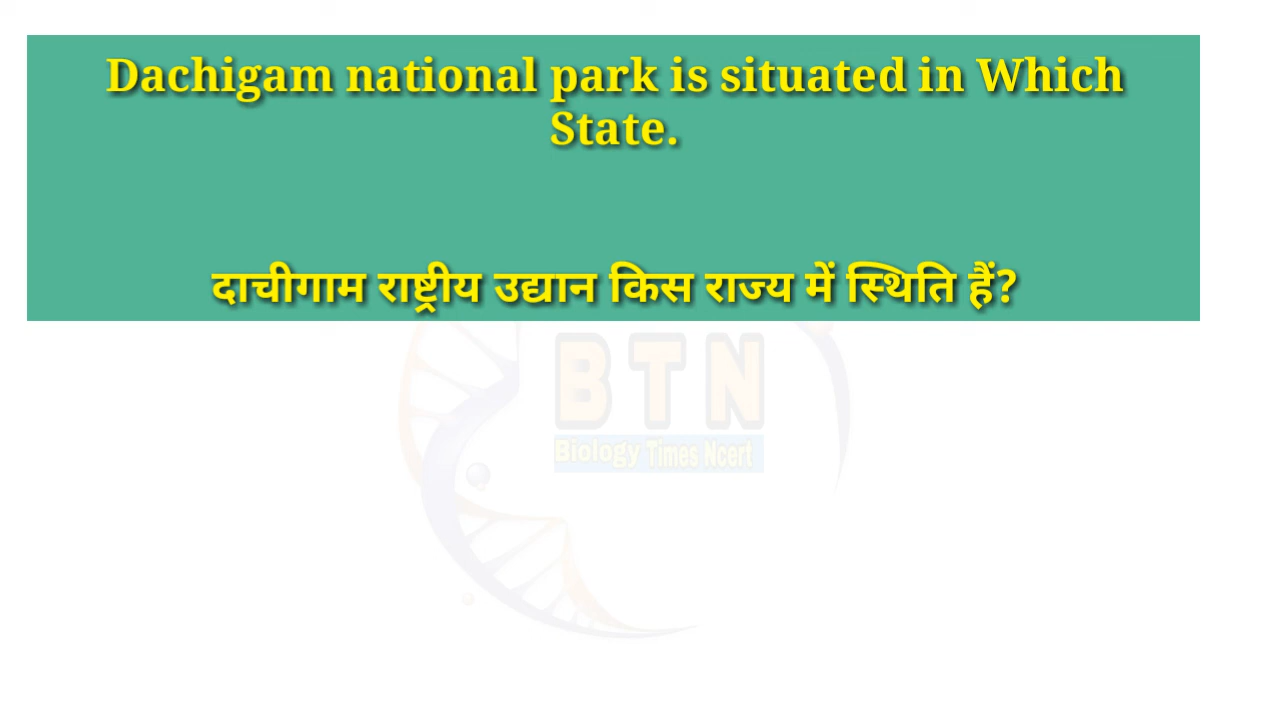 Dachigam national park is situated in Which
State.
दाचीगाम राष्ट्रीय उद्यान किस राज्य में स्थिति हैं?
BTN
Biology Times Ncert